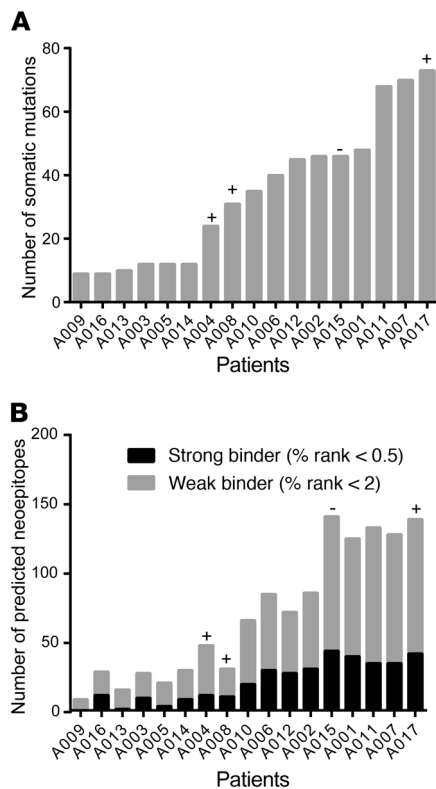 A
Number of somatic mutations
80
60
40
20
0
+
+
-
+
A009 A016 A013 A003 A005 A014 A004 A008 A010 A006 A012 A002 A015 A001 A011 A007 A017
Patients
B
Number of predicted neoepitopes
200
150
100
50
0
Strong binder (% rank < 0.5)
Weak binder (% rank < 2)
+
+
-
+
A009 A016 A013 A003 A005 A014 A004 A008 A010 A006 A012 A002 A015 A001 A011 A007 A017
Patients